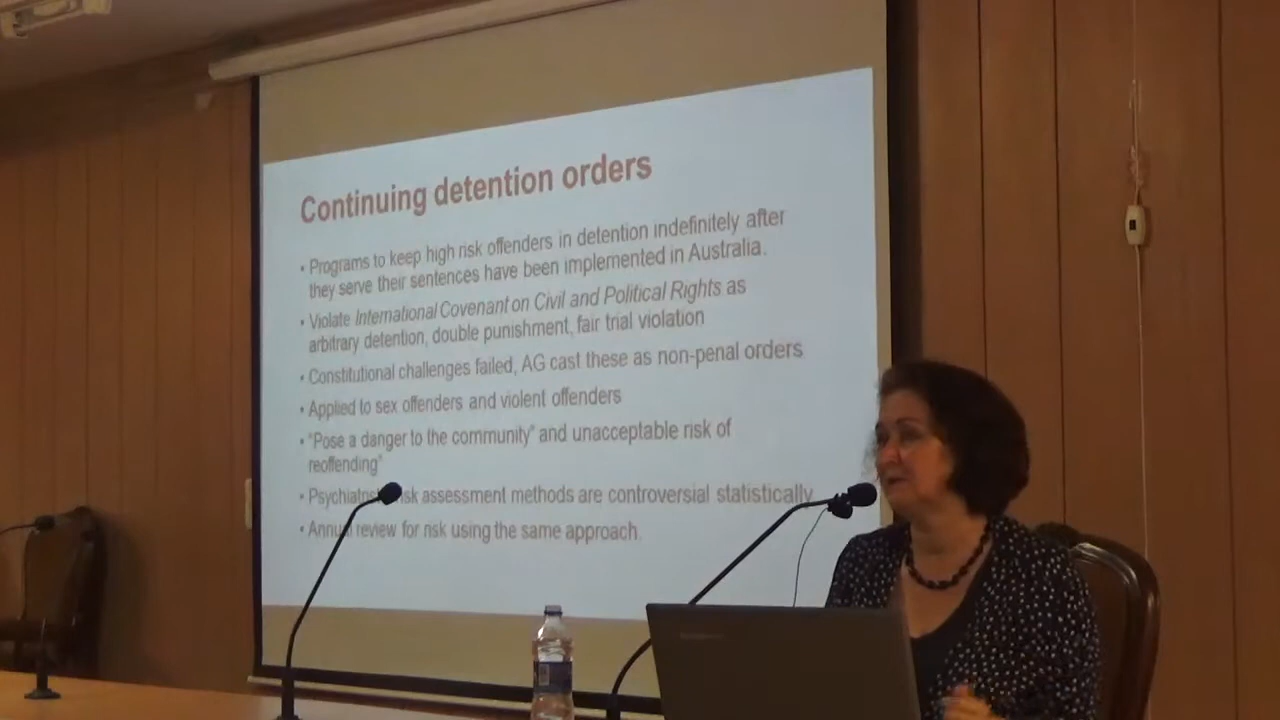 Continuing detention orders
• Programs to keep high risk offenders in detention indefinitely after
they serve their sentences have been implemented in Australia.
• Violate International Covenant on Civil and Political Rights as
arbitrary detention, double punishment, fair trial violation
• Constitutional challenges failed, AG cast these as non-penal orders
• Applied to sex offenders and violent offenders
• "Pose a danger to the community" and unacceptable risk of
reoffending"
• Psychiatrist risk assessment methods are controversial statistically
• Annual review for risk using the same approach.